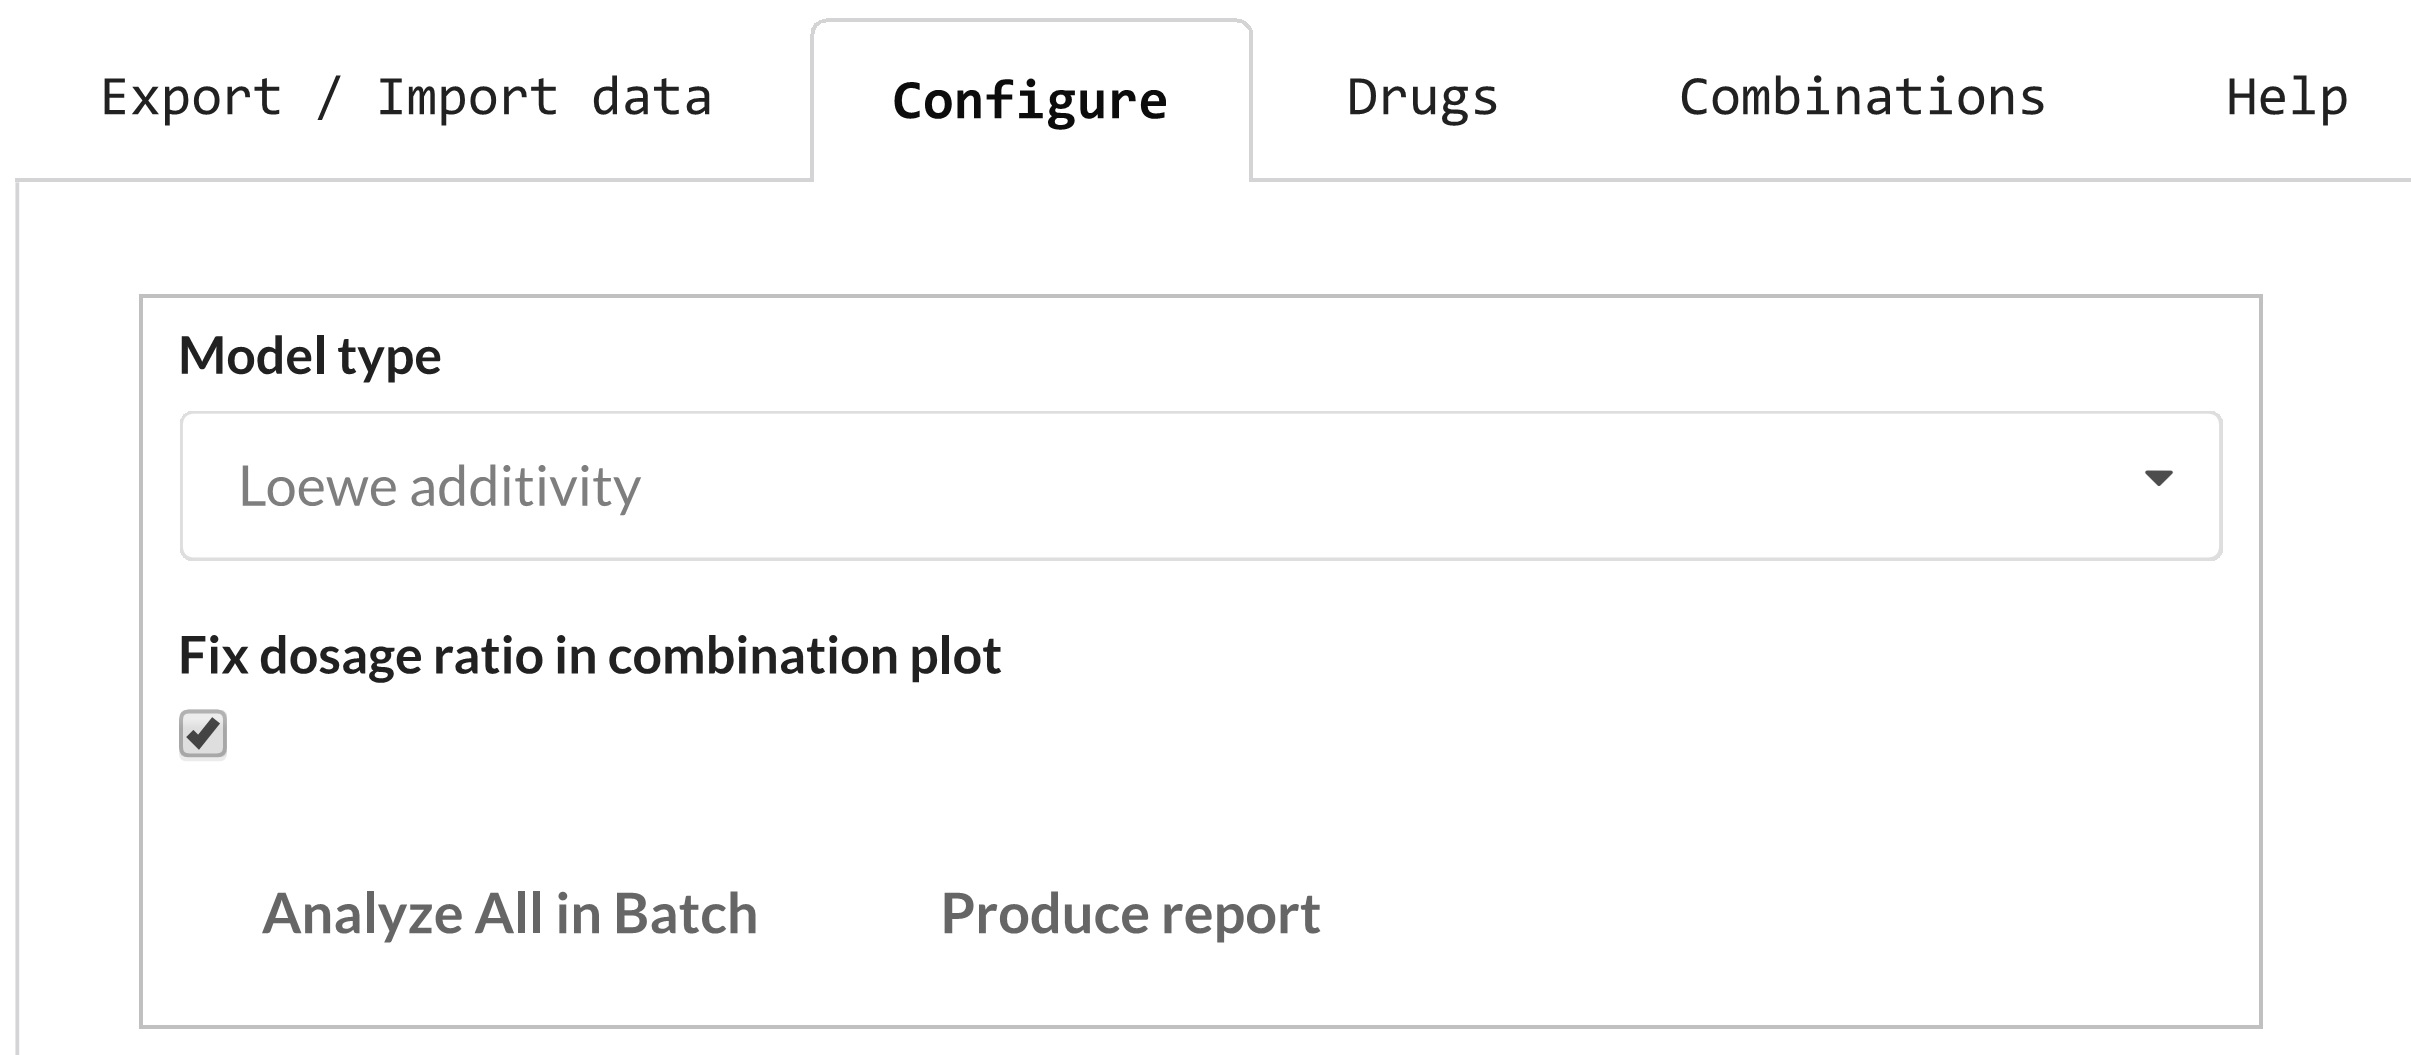 Export / Import data Configure Drugs Combinations Help
Model type
Loewe additivity
Fix dosage ratio in combination plot
Analyze All in Batch Produce report